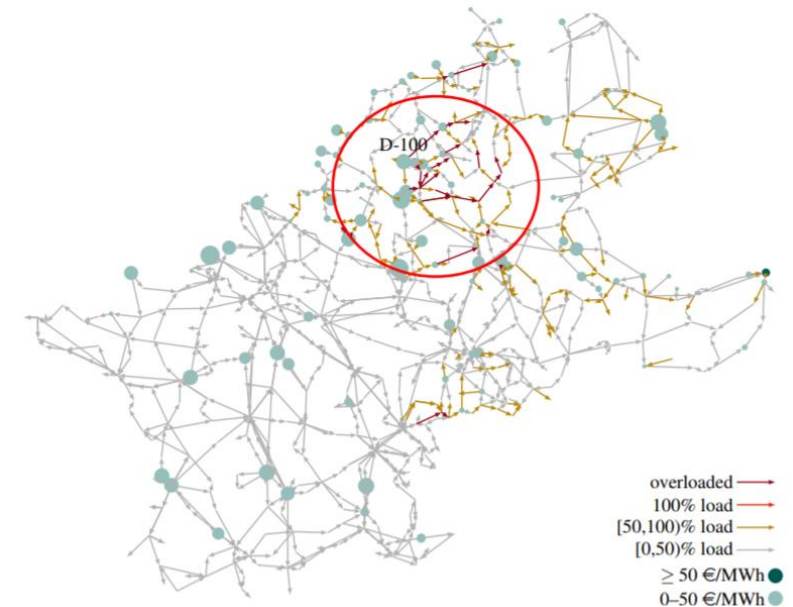 D-100
overloaded
100% load
[50,100)% load
[0,50)% load
≥ 50 €/MWh
0–50 €/MWh